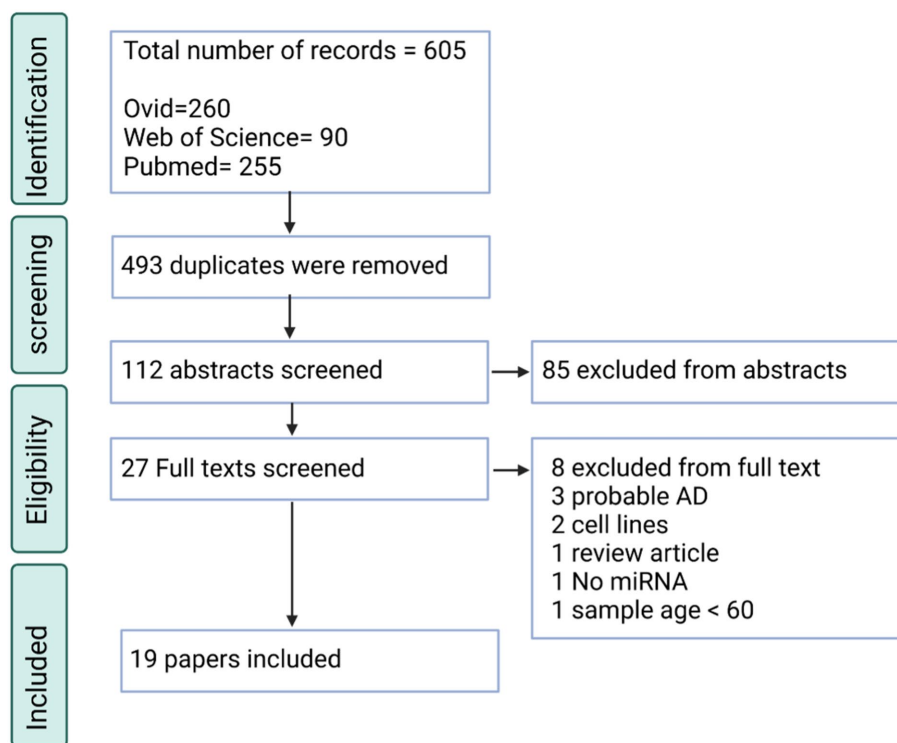 Identification
Total number of records = 605
Ovid=260
Web of Science= 90
Pubmed= 255
screening
493 duplicates were removed
112 abstracts screened
85 excluded from abstracts
Eligibility
27 Full texts screened
8 excluded from full text
3 probable AD
2 cell lines
1 review article
1 No miRNA
1 sample age < 60
Included
19 papers included